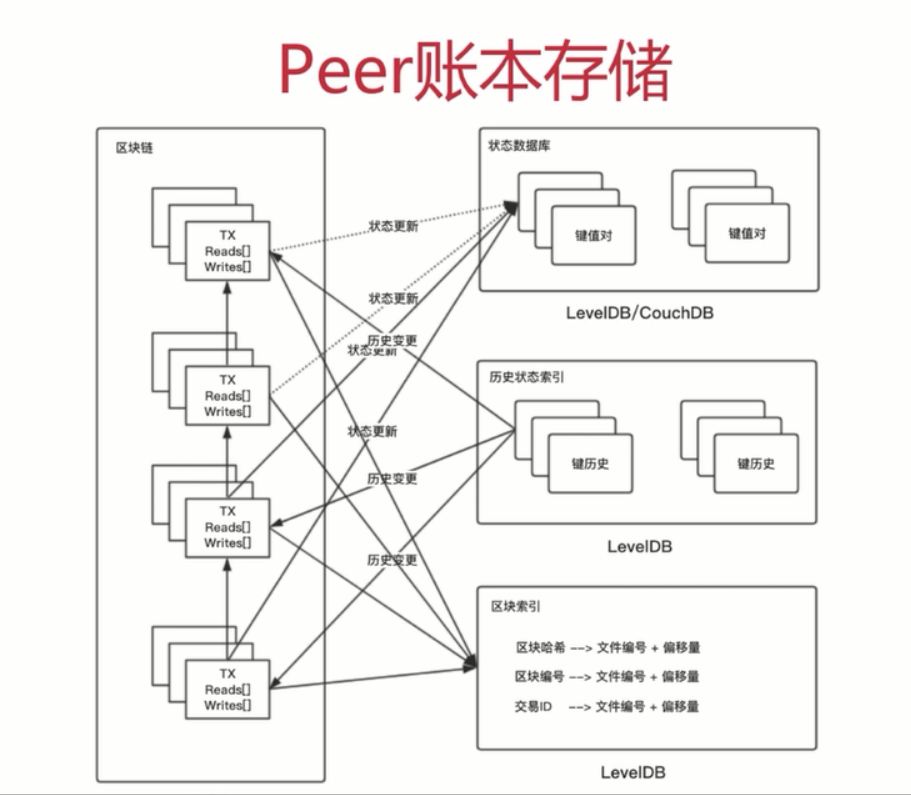 Peer账本存储
区块链
TX
Reads[]
Writes[]
TX
Reads[]
Writes[]
TX
Reads[]
Writes[]
TX
Reads[]
Writes[]
状态更新
状态更新
历史变更
状态更新
状态更新
历史变更
历史变更
状态数据库
键值对
键值对
LevelDB/CouchDB
历史状态索引
键历史
键历史
LevelDB
区块索引
区块哈希 --> 文件编号 + 偏移量
区块编号 --> 文件编号 + 偏移量
交易ID --> 文件编号 + 偏移量
LevelDB